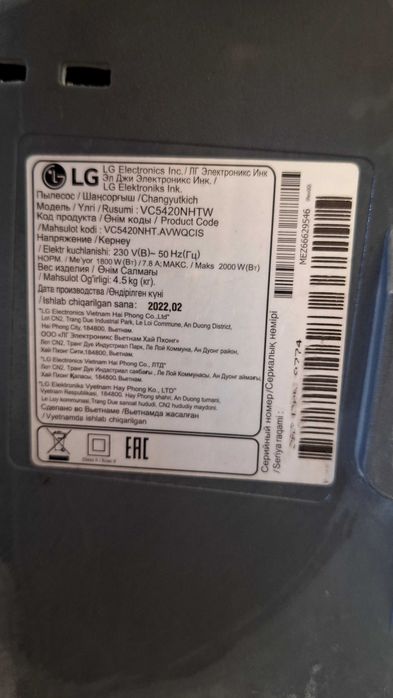 LG
LG Electronics Inc./ ЛГ Электроникс Инк
Эл Джи Электроникс Инк. /
LG Elektroniks Ink.
Пылесос / Шаңсорғыш / Changyutkich
Модель / Үлгі / Rusumi : VC5420NHTW
Код продукта / Өнім коды / Product Code
/ Mahsulot kodi : VC5420NHT.AVWQCIS
Напряжение / Кернеу
/ Elektr kuchlanishi: 230 V(В)~ 50 Hz(Гц)
НОРМ. / Me'yor 1800 W (Вт) / 7.8 A; МАКС. / Maks 2000 W(Вт)
Вес изделия / Өнім Салмағы
/ Mahsulot Og'irligi: 4.5 kg (кг).
Дата производства /Өндірілген күні
/ Ishlab chiqarilgan sana: 2022,02
"LG Electronics Vietnam Hai Phong Co.,Ltd"
Lot CN2, Trang Due Industrial Park, Le Loi Commune, An Duong District,
Hai Phong City, 184800, Вьетнам.
ООО «ЛГ Электроникс Вьетнам Хай Пхонг»
Лот CN2, Транг Дуе Индустриал Парк, Ле Лой Коммуна, Ан Дуонг район,
Хай Пхонг Сити,184800, Вьетнам.
"LG Electronics Vietnam Hai Phong Co., ЛТД"
Лот CN2, Транг Дуе Индустриал саябағы , Ле Лой Коммунасы, Ан Дуонг аймағы,
Хай Пхонг Қаласы, 184800, Вьетнам.
"LG Elektroniks Vyetnam Hay Phong Ko., LTD"
Vyetnam Respublikasi, 184800, Hay Phong shahri, An Duong tumani,
Le Loy kommunasi, Trang Due sanoat hududi, CN2 hududiy maydoni.
Сделано во Вьетнаме /Вьетнамда жасалған
/ Vyetnamda ishlab chiqarilgan
Class II / Класс II
EAC
MEZ66629546
Серийный номер /Сериалық нөмірі
/ Seriya raqami :